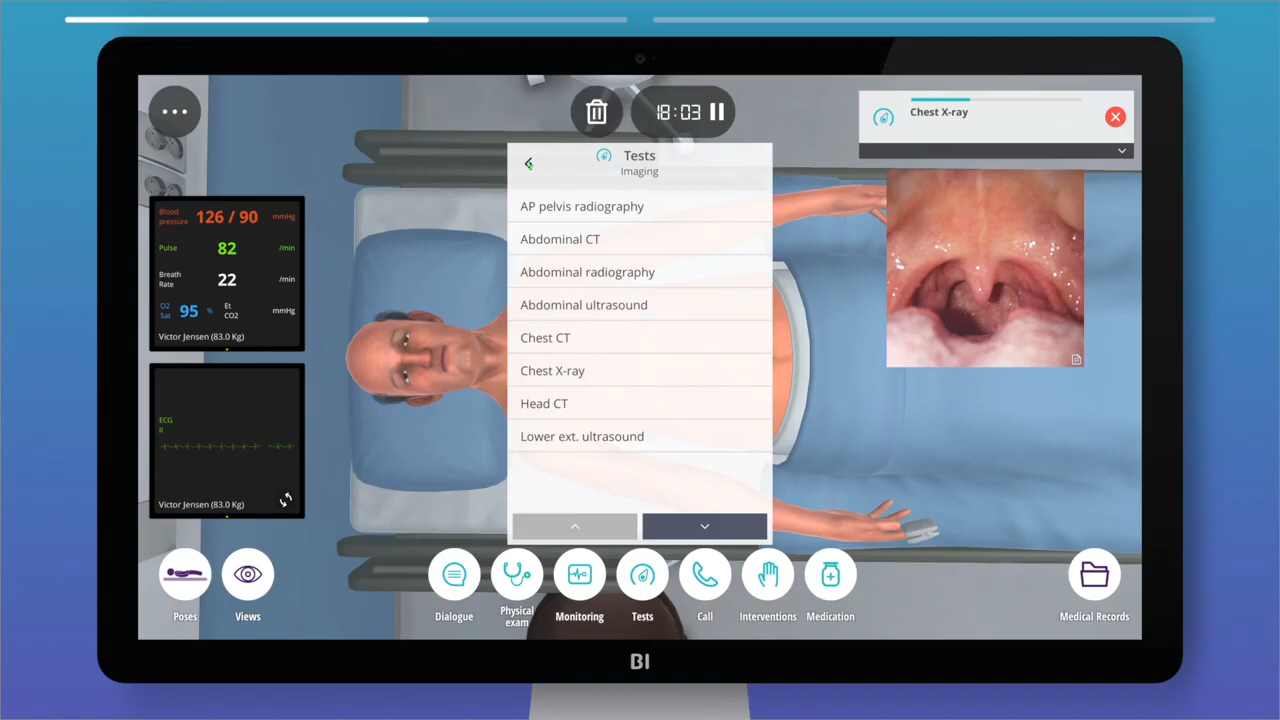 18:03
Chest X-ray
Tests
Imaging
AP pelvis radiography
Abdominal CT
Abdominal radiography
Abdominal ultrasound
Chest CT
Chest X-ray
Head CT
Lower ext. ultrasound
Blood
pressure 126 / 90 mmHg
Pulse 82 /min
Breath
Rate 22 /min
O2
Sat 95 % Et
CO2 mmHg
Victor Jensen (83.0 Kg)
ECG
II
Victor Jensen (83.0 Kg)
Poses
Views
Dialogue
Physical
exam
Monitoring
Tests
Call
Interventions
Medication
Medical Records
BI